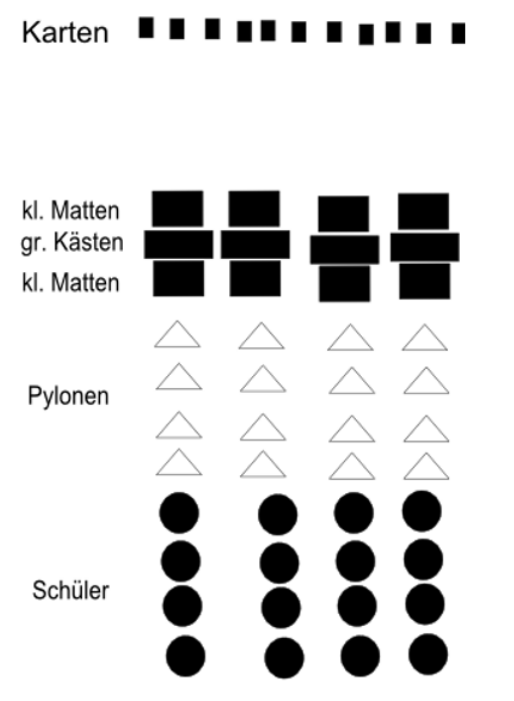 Karten
kl. Matten
gr. Kästen
kl. Matten
Pylonen
Schüler